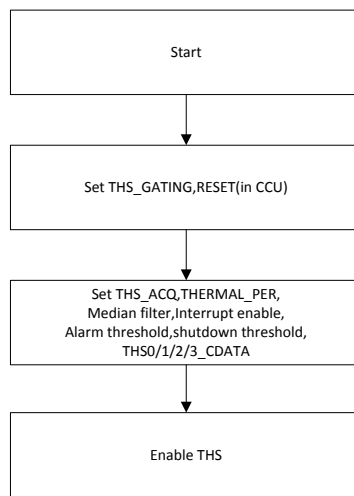 Start
Set THS_GATING,RESET(in CCU)
Set THS_ACQ,THERMAL_PER,
Median filter,Interrupt enable,
Alarm threshold,shutdown threshold,
THS0/1/2/3_CDATA
Enable THS